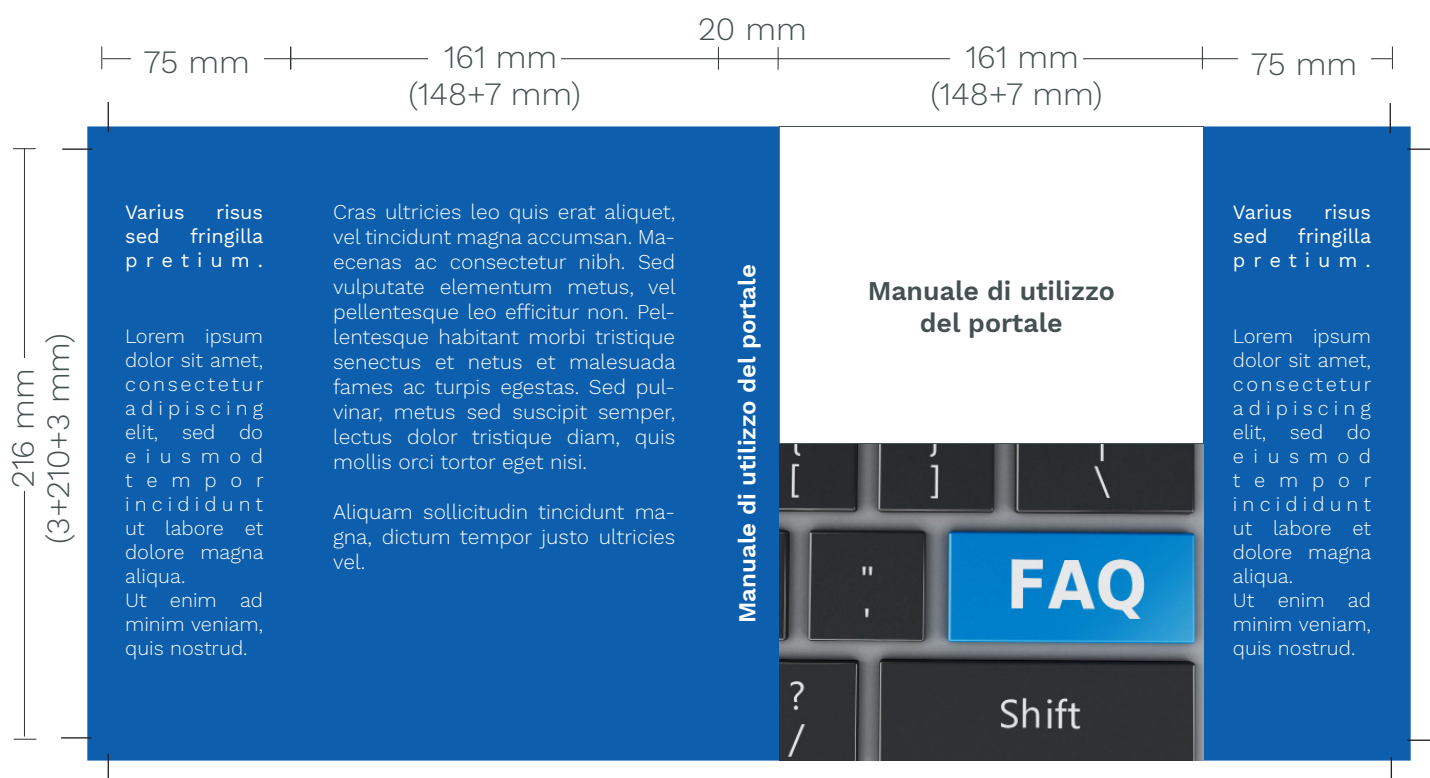 20 mm
75 mm
161 mm
161 mm
75 mm
(148+7 mm)
(148+7 mm)
216 mm
(3+210+3 mm)
Varius risus
sed fringilla
pretium.
Lorem ipsum
dolor sit amet,
consectetur
adipiscing
elit, sed do
eiusmod
tempor
incididunt
ut labore et
dolore magna
aliqua.
Ut enim ad
minim veniam,
quis nostrud.
Cras ultricies leo quis erat aliquet,
vel tincidunt magna accumsan. Ma-
ecenas ac consectetur nibh. Sed
vulputate elementum metus, vel
pellentesque leo efficitur non. Pel-
lentesque habitant morbi tristique
senectus et netus et malesuada
fames ac turpis egestas. Sed pul-
vinar, metus sed suscipit semper,
lectus dolor tristique diam, quis
mollis orci tortor eget nisi.
Aliquam sollicitudin tincidunt ma-
gna, dictum tempor justo ultricies
vel.
Manuale di utilizzo del portale
Manuale di utilizzo
del portale
{ } |
[ ] \
"
'
FAQ
?
/
Shift
Varius risus
sed fringilla
pretium.
Lorem ipsum
dolor sit amet,
consectetur
adipiscing
elit, sed do
eiusmod
tempor
incididunt
ut labore et
dolore magna
aliqua.
Ut enim ad
minim veniam,
quis nostrud.